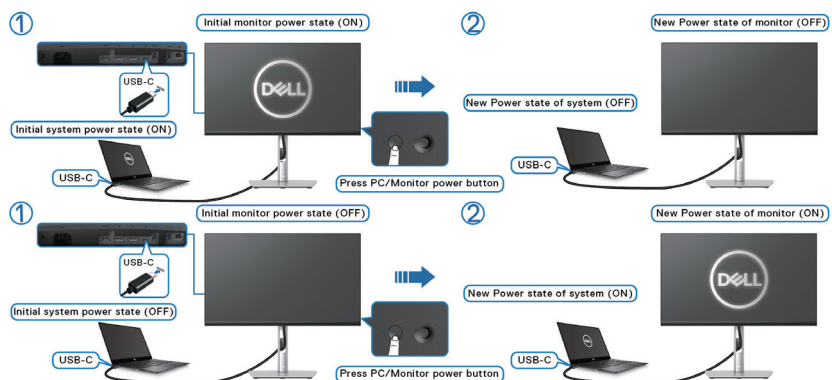 1
Initial monitor power state (ON)
2
New Power state of monitor (OFF)
USB-C
DELL
New Power state of system (OFF)
Initial system power state (ON)
DELL
USB-C
USB-C
Press PC/Monitor power button
1
Initial monitor power state (OFF)
2
New Power state of monitor (ON)
USB-C
New Power state of system (ON)
DELL
Initial system power state (OFF)
DELL
USB-C
USB-C
Press PC/Monitor power button